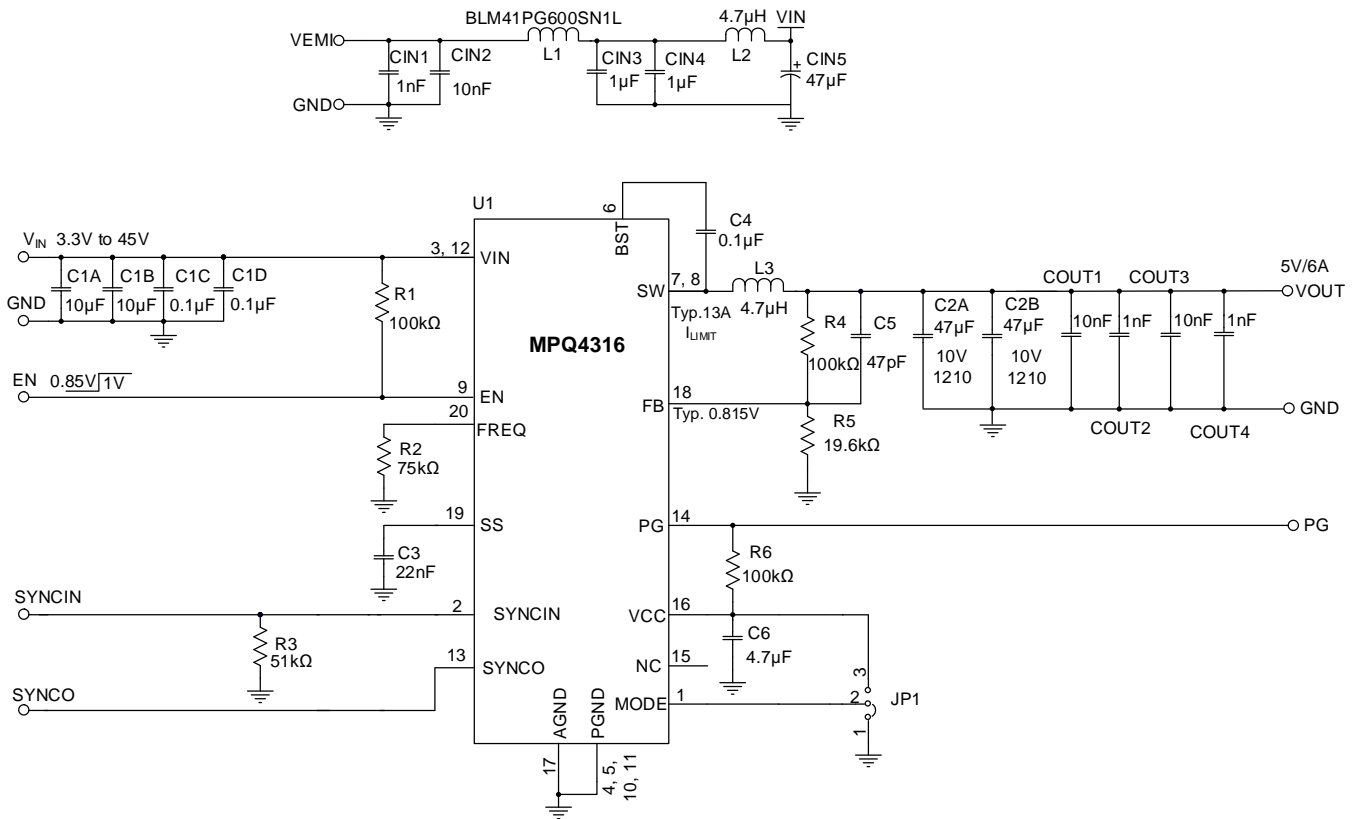 BLM41PG600SN1L
4.7µH
VIN
VEMI
L1
L2
CIN1
1nF
CIN2
10nF
CIN3
1µF
CIN4
1µF
+
CIN5
47µF
GND
U1
6
BST
C4
0.1µF
VIN 3.3V to 45V
3, 12
VIN
C1A
10µF
C1B
10µF
C1C
0.1µF
C1D
0.1µF
GND
R1
100kΩ
SW
7, 8
L3
4.7µH
Typ.13A
ILIMIT
COUT1
COUT3
5V/6A
VOUT
MPQ4316
R4
100kΩ
C5
47pF
C2A
47µF
10V
1210
C2B
47µF
10V
1210
10nF
1nF
10nF
1nF
EN 0.85V 1V
9
EN
FB
18
Typ. 0.815V
GND
COUT2
COUT4
20
FREQ
R2
75kΩ
R5
19.6kΩ
19
SS
C3
22nF
PG
14
PG
R6
100kΩ
SYNCIN
2
SYNCIN
R3
51kΩ
VCC
16
C6
4.7µF
13
SYNCO
NC
15
SYNCO
MODE
1
3
2
1
JP1
AGND
PGND
17
4, 5,
10, 11